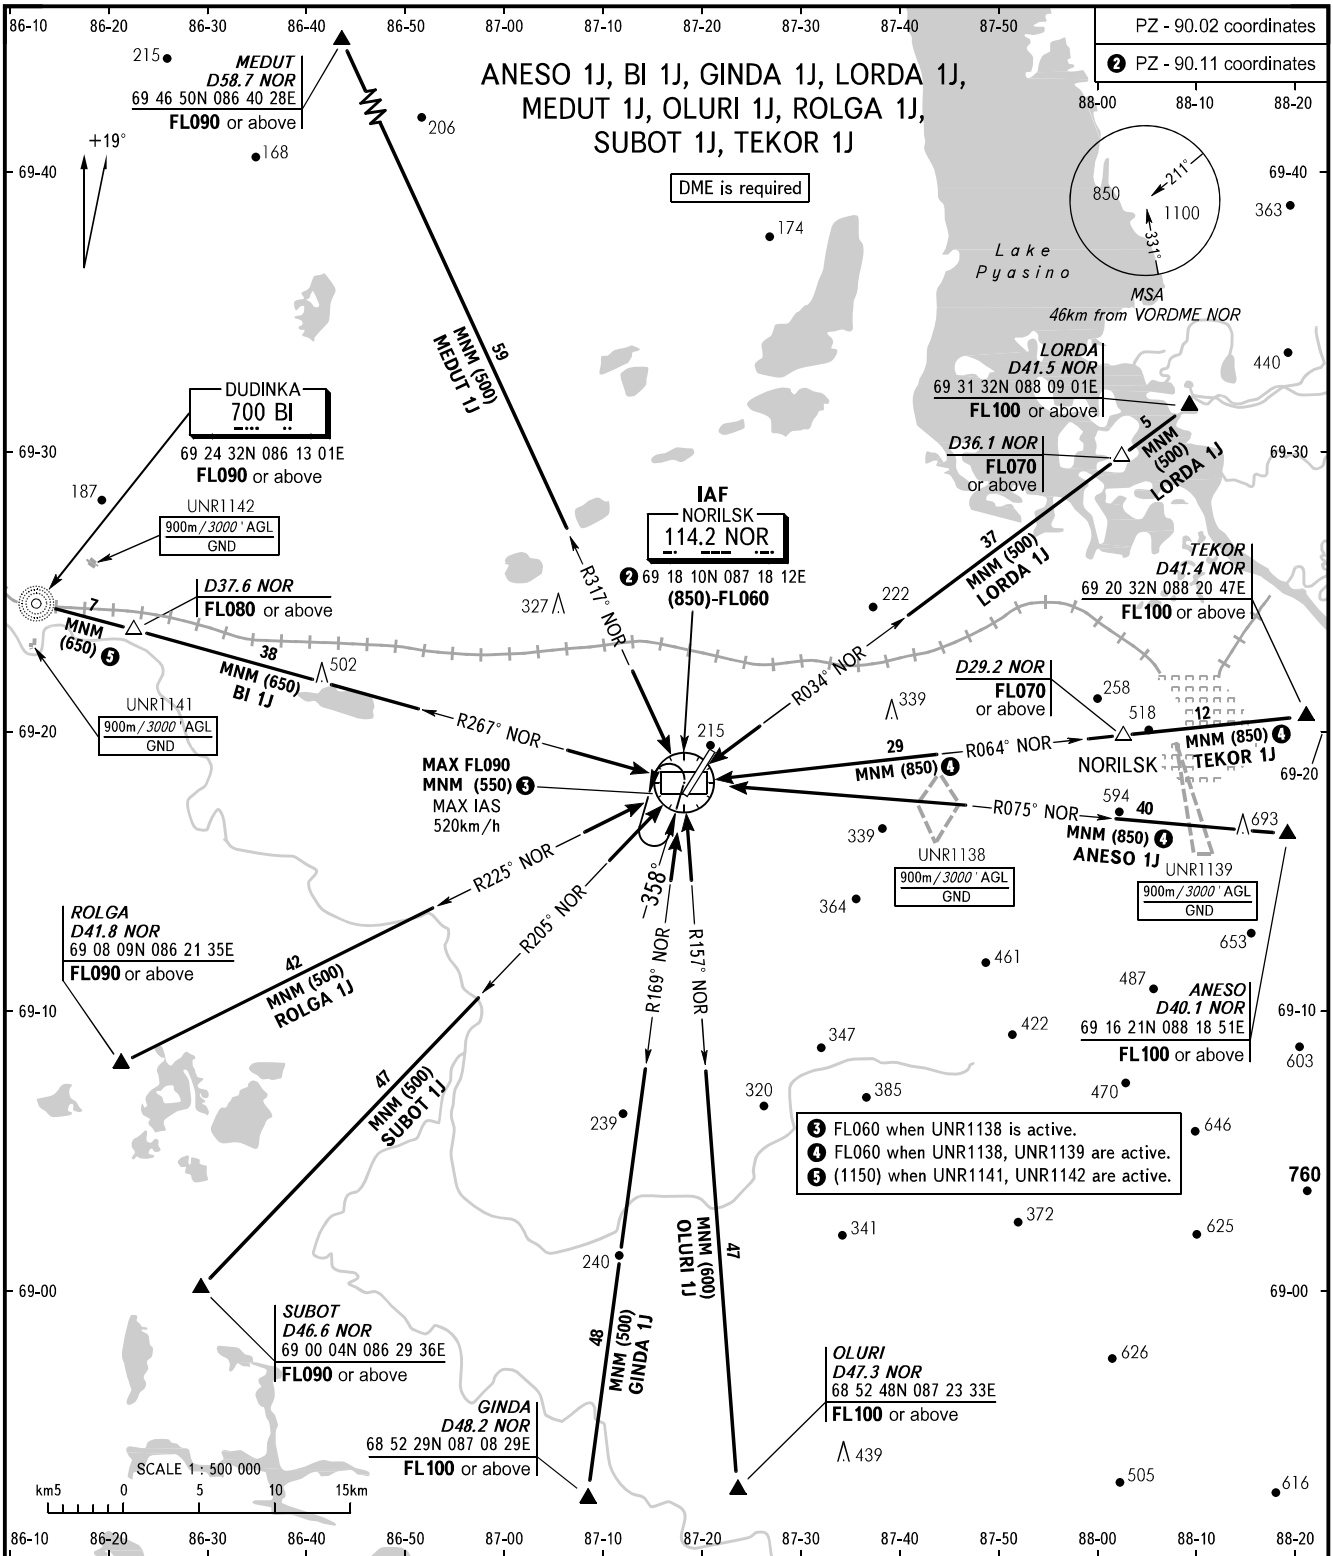 86-10
86-20
86-30
86-50
87-00
87-10
87-20
87-30
87-40
87-50
PZ - 90.02 coordinates
❷ PZ - 90.11 coordinates
88-00
88-10
88-20
215
MEDUT
D58.7 NOR
69 46 50N 086 40 28E
FL090 or above
ANESO 1J, BI 1J, GINDA 1J, LORDA 1J,
MEDUT 1J, OLURI 1J, ROLGA 1J,
SUBOT 1J, TEKOR 1J
DME is required
+19°
206
168
69-40
69-40
850
211°
1100
331°
363
174
Lake
Pyasino
MSA
46km from VORDME NOR
59
MNM (500)
MEDUT 1J
LORDA
D41.5 NOR
69 31 32N 088 09 01E
FL100 or above
440
DUDINKA
700 BI
69 24 32N 086 13 01E
FL090 or above
69-30
69-30
D36.1 NOR
FL070
or above
5
MNM
(500)
LORDA 1J
187
UNR1142
900m/3000' AGL
GND
IAF
NORILSK
114.2 NOR
❷ 69 18 10N 087 18 12E
(850)-FL060
37
MNM (500)
LORDA 1J
TEKOR
D41.4 NOR
69 20 32N 088 20 47E
FL100 or above
D37.6 NOR
FL080 or above
R317° NOR
327
222
7
MNM
(650) ❺
38
MNM (650)
BI 1J
502
R034° NOR
D29.2 NOR
FL070
or above
258
UNR1141
900m/3000' AGL
GND
339
518
12
MNM (850) ❹
TEKOR 1J
69-20
69-20
R267° NOR
215
29
MNM (850) ❹
R064° NOR
NORILSK
MAX FL090
MNM (550) ❸
MAX IAS
520km/h
R075° NOR
594
40
MNM (850) ❹
ANESO 1J
693
339
UNR1138
900m/3000' AGL
GND
UNR1139
900m/3000' AGL
GND
R225° NOR
358°
R205° NOR
364
ROLGA
D41.8 NOR
69 08 09N 086 21 35E
FL090 or above
R169° NOR
R157° NOR
653
461
487
42
MNM (500)
ROLGA 1J
ANESO
D40.1 NOR
69 16 21N 088 18 51E
FL100 or above
69-10
69-10
422
347
603
47
MNM (500)
SUBOT 1J
320
385
470
239
❸ FL060 when UNR1138 is active.
❹ FL060 when UNR1138, UNR1139 are active.
❺ (1150) when UNR1141, UNR1142 are active.
646
760
372
341
625
240
47
MNM (600)
OLURI 1J
69-00
69-00
SUBOT
D46.6 NOR
69 00 04N 086 29 36E
FL090 or above
48
MNM (500)
GINDA 1J
626
OLURI
D47.3 NOR
68 52 48N 087 23 33E
FL100 or above
GINDA
D48.2 NOR
68 52 29N 087 08 29E
FL100 or above
439
505
616
SCALE 1 : 500 000
km5
0
5
10
15km
86-10
86-20
86-30
86-50
87-00
87-10
87-20
87-30
87-40
87-50
88-00
88-10
88-20